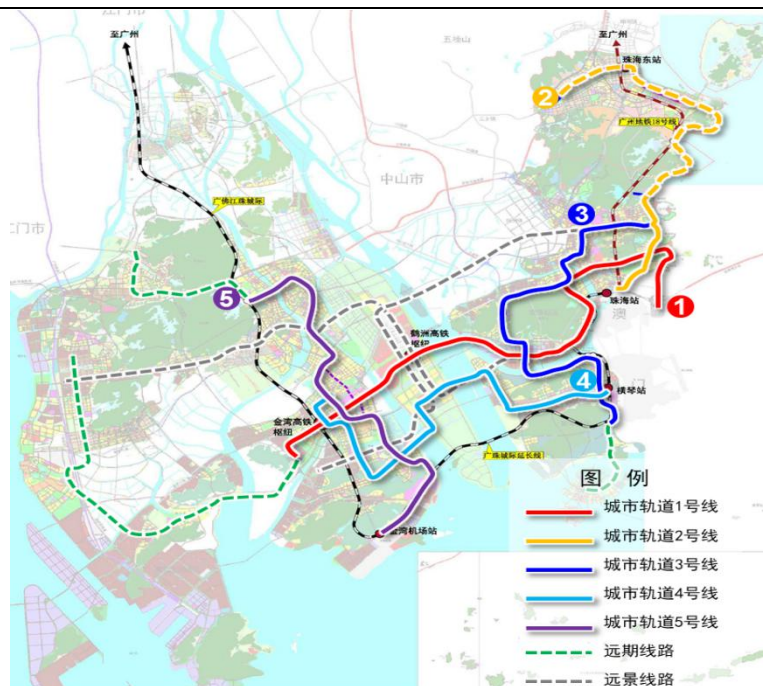 至广州
至广州
珠海东站
2
广州地铁18号线
中山市
广佛江珠城际
江门市
3
5
珠海站
1
鹤洲高铁
枢纽
4
横琴站
金湾高铁
枢纽
广珠城际延长线
金湾机场站
图 例
城市轨道1号线
城市轨道2号线
城市轨道3号线
城市轨道4号线
城市轨道5号线
远期线路
远景线路